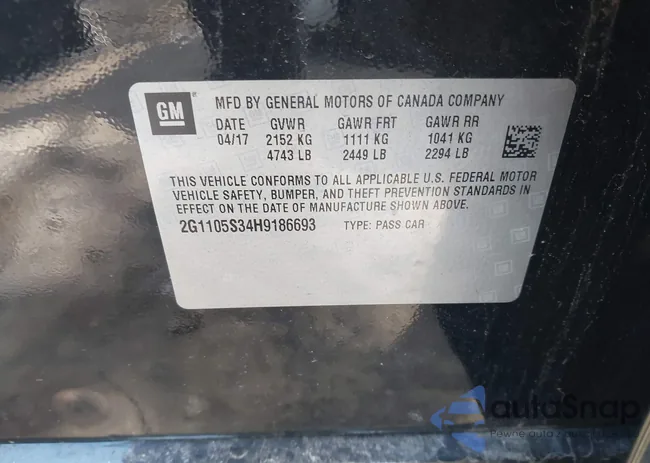 GM
MFD BY GENERAL MOTORS OF CANADA COMPANY
DATE GVWR GAWR FRT GAWR RR
04/17 2152 KG 1111 KG 1041 KG
4743 LB 2449 LB 2294 LB
THIS VEHICLE CONFORMS TO ALL APPLICABLE U.S. FEDERAL MOTOR
VEHICLE SAFETY, BUMPER, AND THEFT PREVENTION STANDARDS IN
EFFECT ON THE DATE OF MANUFACTURE SHOWN ABOVE.
2G1105S34H9186693 TYPE: PASS CAR
autoSnap
Pewne auto